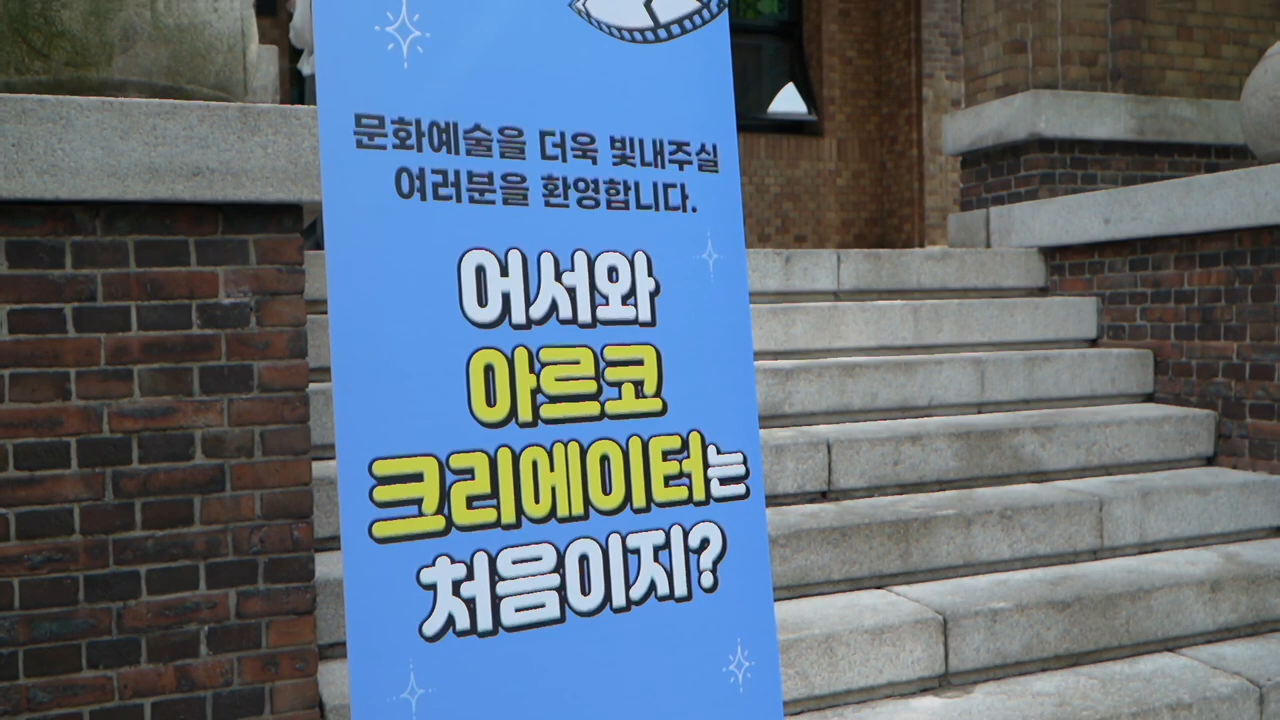 문화예술을 더욱 빛내주실
여러분을 환영합니다.
어서와
아르코
크리에이터는
처음이지?